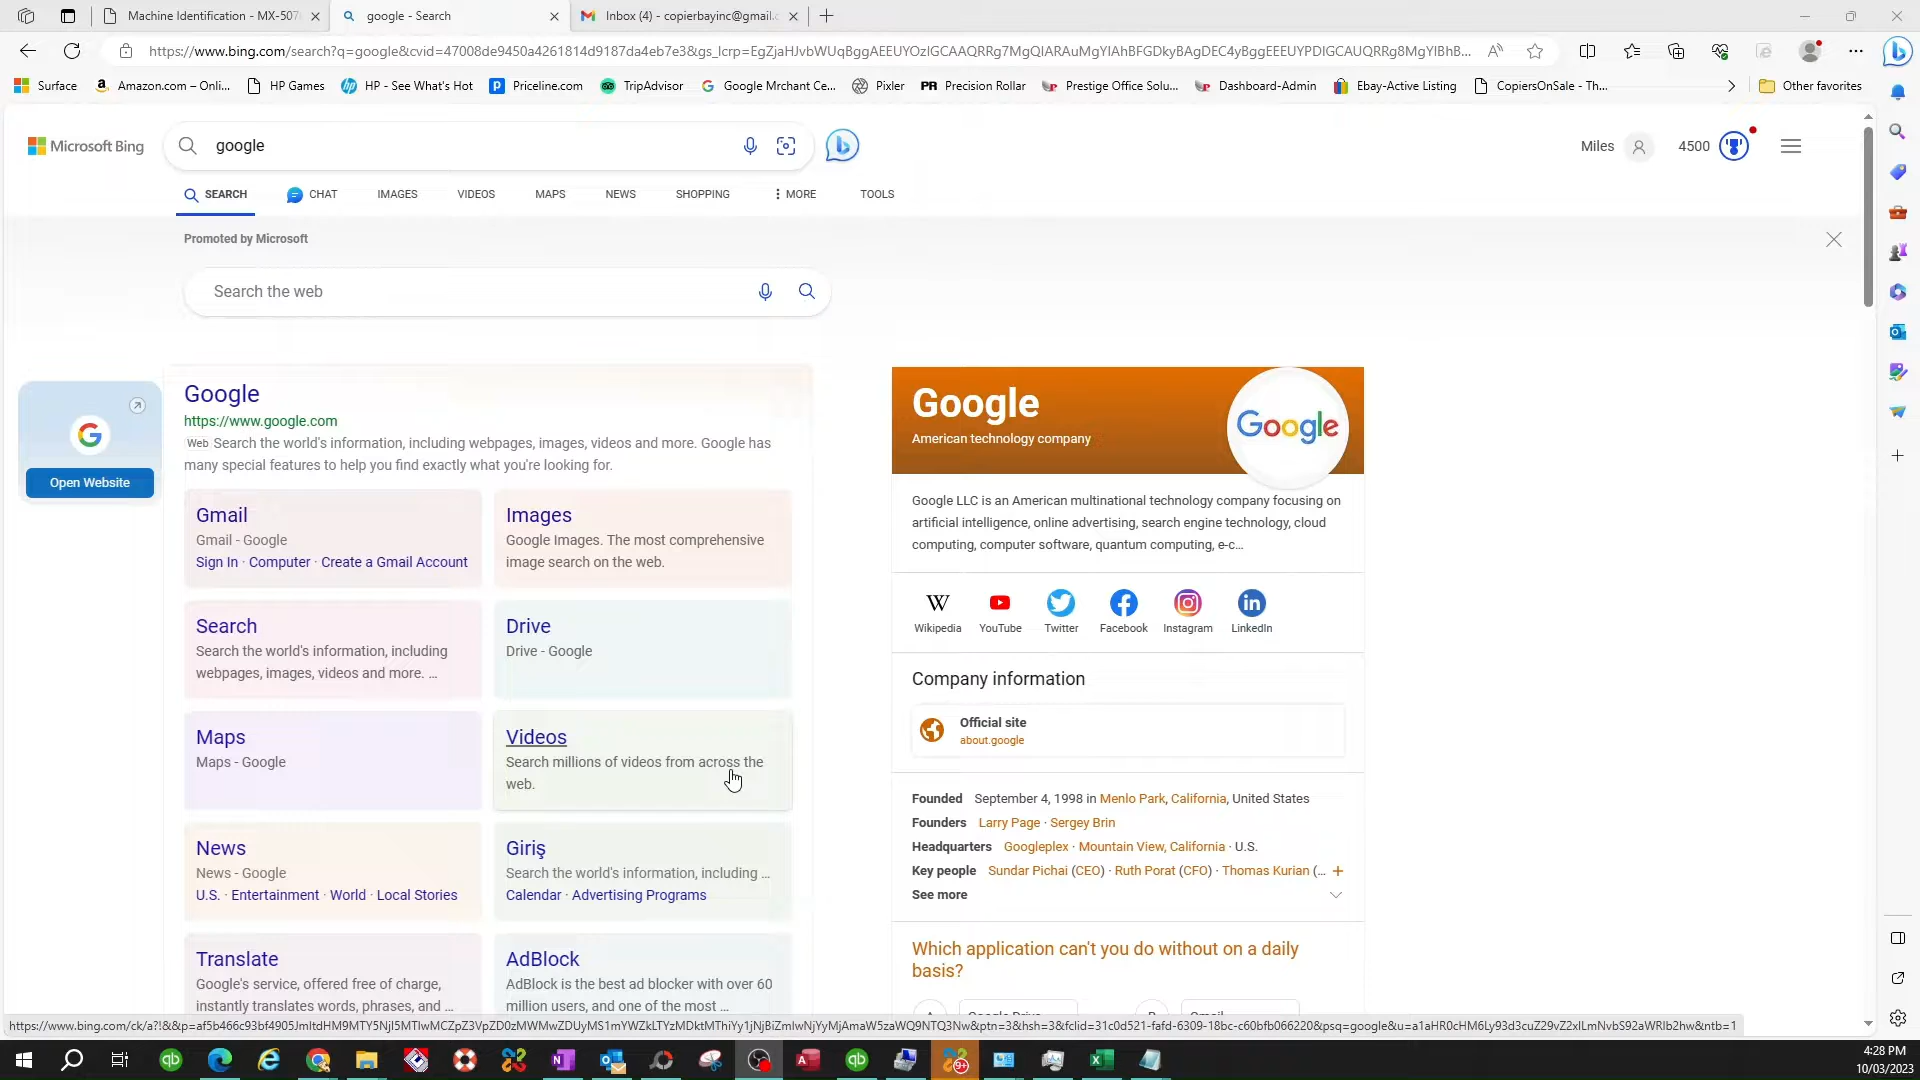 Machine Identification - MX-507
google - Search
Inbox (4) - copierbayinc@gmail.c
Surface
Amazon.com – Onli...
HP Games
HP - See What's Hot
Priceline.com
TripAdvisor
Google Mrchant Ce...
Pixler
PR Precision Rollar
Prestige Office Solu...
Dashboard-Admin
Ebay-Active Listing
CopiersOnSale - Th...
Other favorites
Microsoft Bing
google
Miles
4500
SEARCH
CHAT
IMAGES
VIDEOS
MAPS
NEWS
SHOPPING
MORE
TOOLS
Promoted by Microsoft
Search the web
Open Website
Google
https://www.google.com
Web Search the world's information, including webpages, images, videos and more. Google has
many special features to help you find exactly what you're looking for.
Gmail
Gmail - Google
Sign In · Computer · Create a Gmail Account
Images
Google Images. The most comprehensive
image search on the web.
Search
Search the world's information, including
webpages, images, videos and more. ...
Drive
Drive - Google
Maps
Maps - Google
Videos
Search millions of videos from across the
web.
News
News - Google
U.S. · Entertainment · World · Local Stories
Giriş
Search the world's information, including ...
Calendar · Advertising Programs
Translate
Google's service, offered free of charge,
instantly translates words, phrases, and ...
AdBlock
AdBlock is the best ad blocker with over 60
million users, and one of the most ...
Google
American technology company
Google
Google LLC is an American multinational technology company focusing on
artificial intelligence, online advertising, search engine technology, cloud
computing, computer software, quantum computing, e-c...
Wikipedia
YouTube
Twitter
Facebook
Instagram
LinkedIn
Company information
Official site
about.google
Founded September 4, 1998 in Menlo Park, California, United States
Founders Larry Page · Sergey Brin
Headquarters Googleplex · Mountain View, California · U.S.
Key people Sundar Pichai (CEO) · Ruth Porat (CFO) · Thomas Kurian (...
See more
Which application can't you do without on a daily
basis?
4:28 PM
10/03/2023